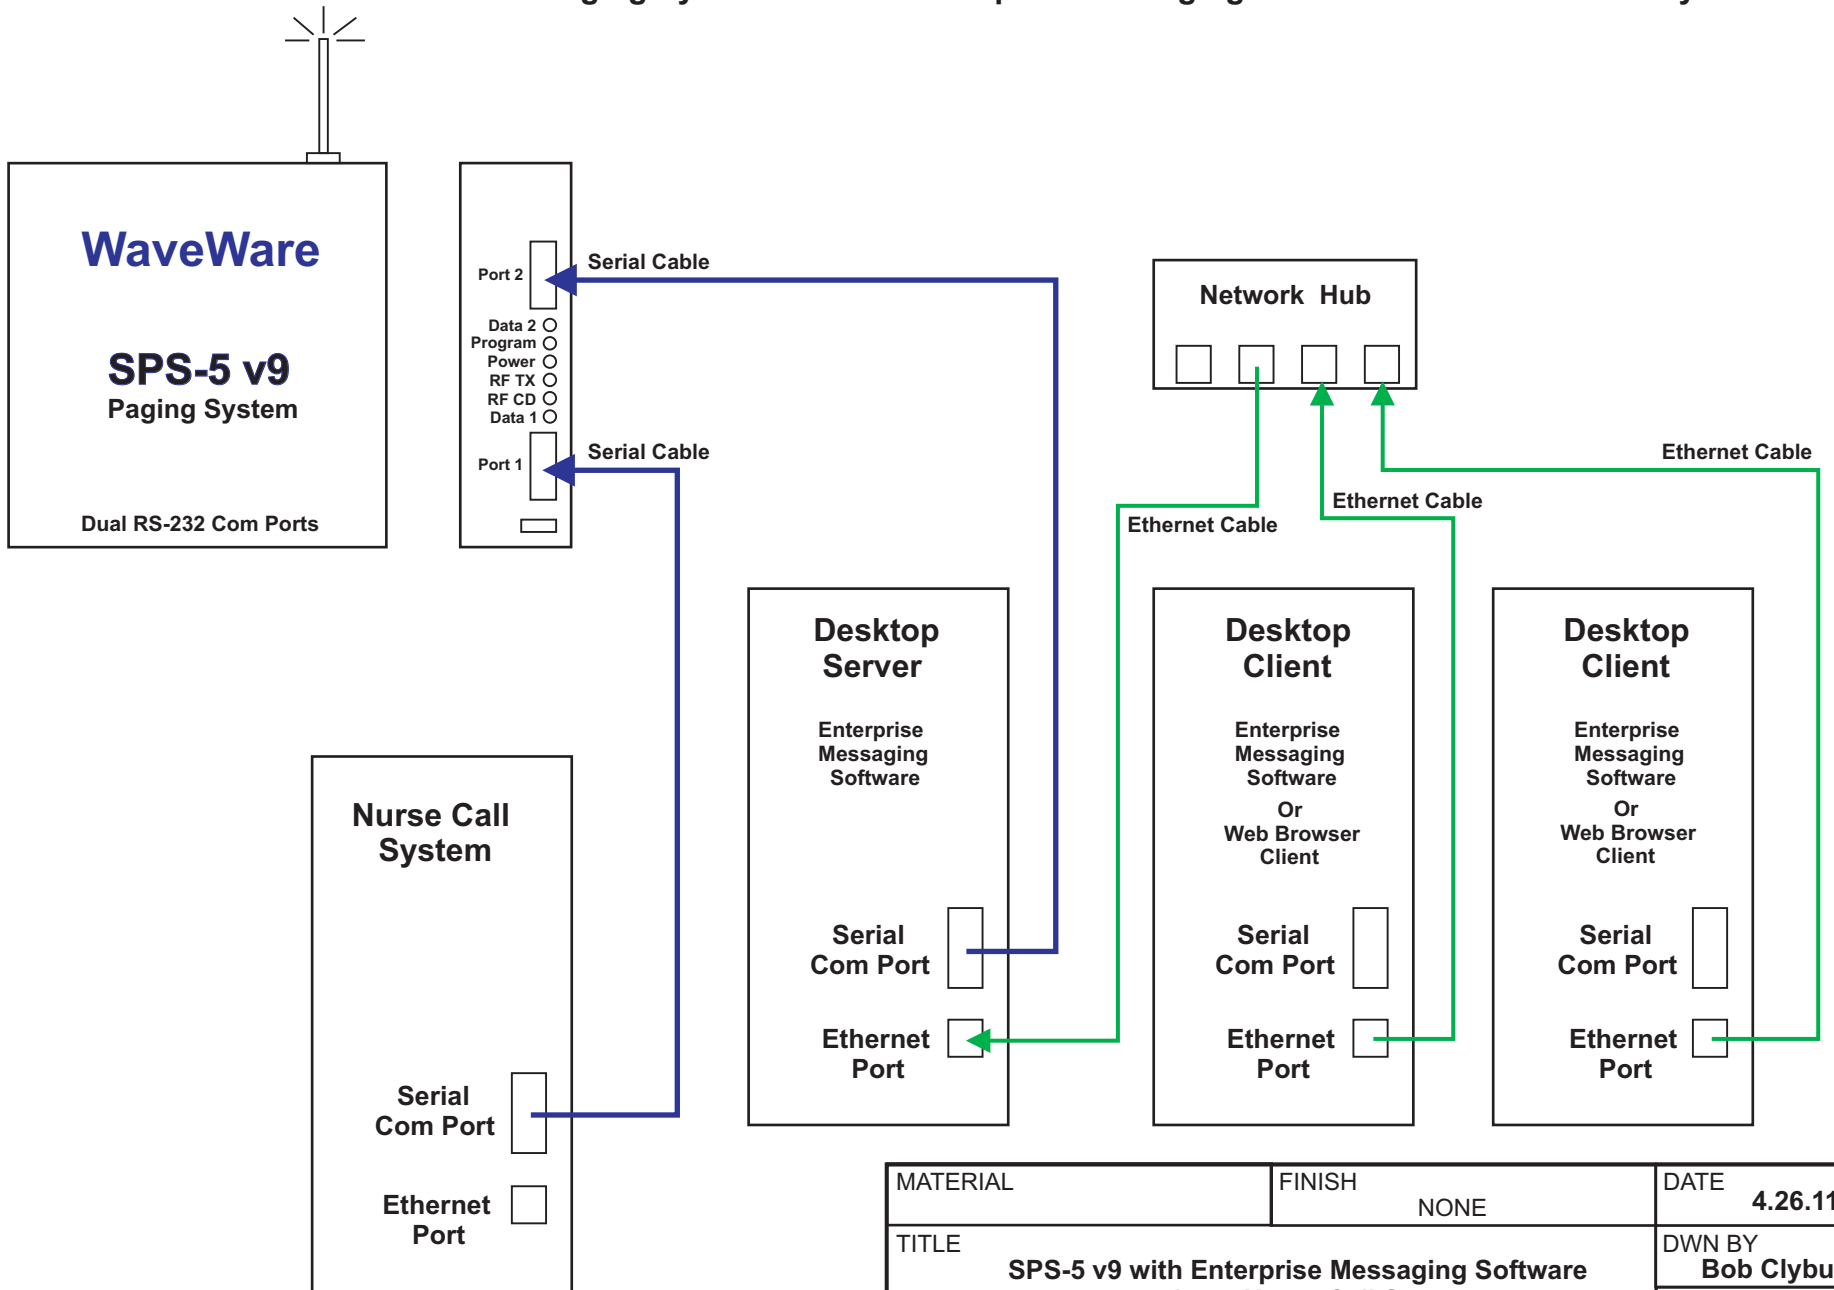 WaveWare
SPS-5 v9
Paging System
Dual RS-232 Com Ports
Port 2
Data 2
Program
Power
RF TX
RF CD
Data 1
Port 1
Serial Cable
Serial Cable
Network Hub
Ethernet Cable
Ethernet Cable
Ethernet Cable
Desktop
Server
Enterprise
Messaging
Software
Serial
Com Port
Ethernet
Port
Desktop
Client
Enterprise
Messaging
Software
Or
Web Browser
Client
Serial
Com Port
Ethernet
Port
Desktop
Client
Enterprise
Messaging
Software
Or
Web Browser
Client
Serial
Com Port
Ethernet
Port
Nurse Call
System
Serial
Com Port
Ethernet
Port
MATERIAL
FINISH
NONE
DATE
4.26.11
TITLE
SPS-5 v9 with Enterprise Messaging Software
DWN BY
Bob Clybu